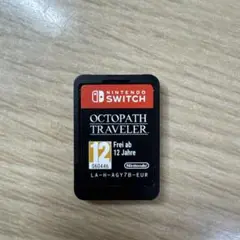 NINTENDO
SWITCH
OCTOPATH
TRAVELER
12
Frei ab
12 Jahre
Nintendo
LA-H-AGY7B-EUR